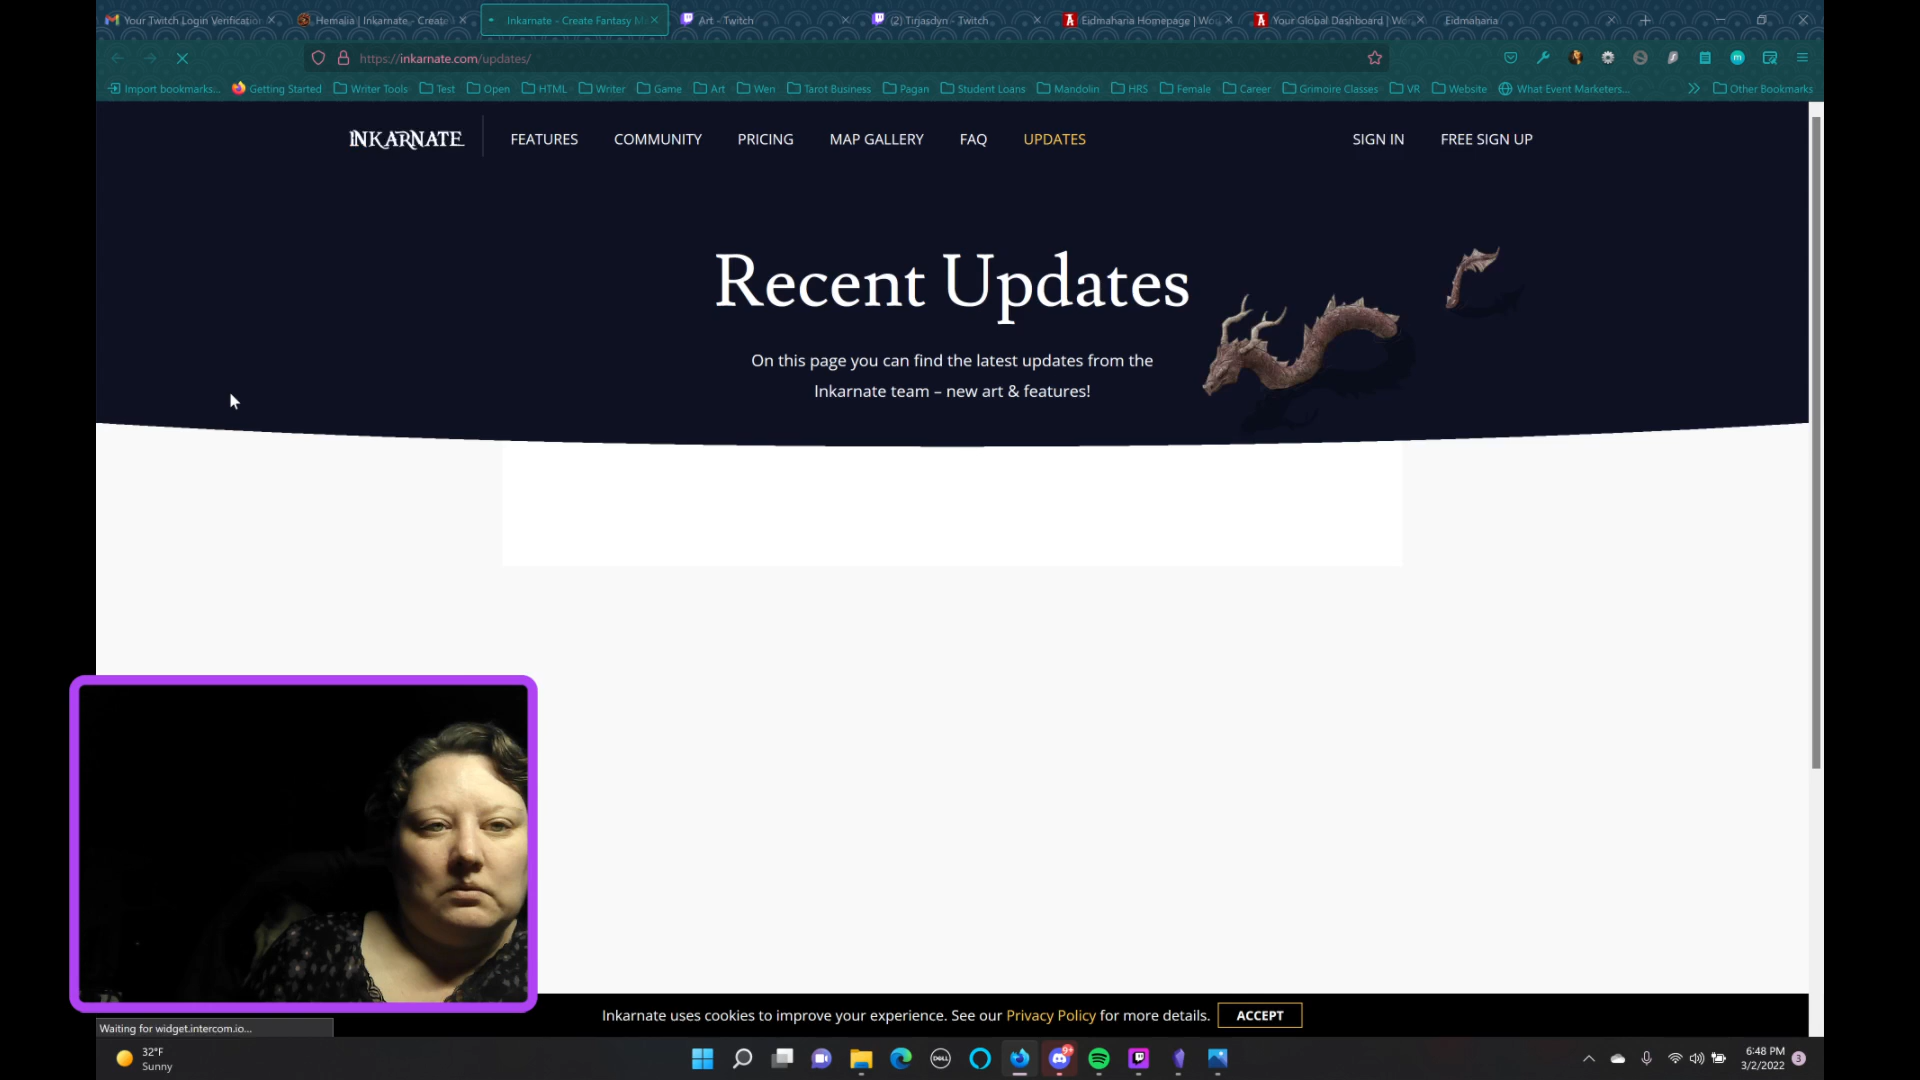 Your Twitch Login Verification
Hemalia | Inkarnate - Create
Inkarnate - Create Fantasy M
Art - Twitch
(2) Tirjasdyn - Twitch
Eidmaharia Homepage | Wo
Your Global Dashboard | Wo
Eidmaharia
https://inkarnate.com/updates/
Import bookmarks...
Getting Started
Writer Tools
Test
Open
HTML
Writer
Game
Art
Wen
Tarot Business
Pagan
Student Loans
Mandolin
HRS
Female
Career
Grimoire Classes
VR
Website
What Event Marketers...
Other Bookmarks
INKARNATE
FEATURES
COMMUNITY
PRICING
MAP GALLERY
FAQ
UPDATES
SIGN IN
FREE SIGN UP
Recent Updates
On this page you can find the latest updates from the
Inkarnate team – new art & features!
Inkarnate uses cookies to improve your experience. See our Privacy Policy for more details.
ACCEPT
Waiting for widget.intercom.io...
32°F
Sunny
DELL
9+
6:48 PM
3/2/2022
3